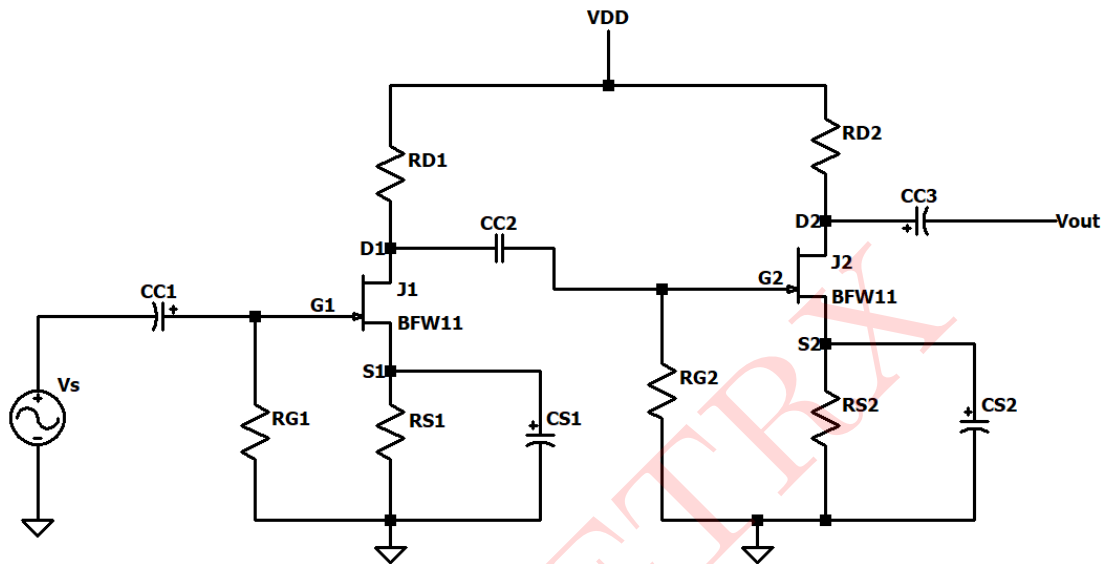 VDD
RD1
RD2
CC3
D1
CC2
D2
Vout
J1
G2
J2
CC1
G1
BFW11
BFW11
S1
S2
Vs
RG1
RS1
CS1
RG2
RS2
CS2
ETRX